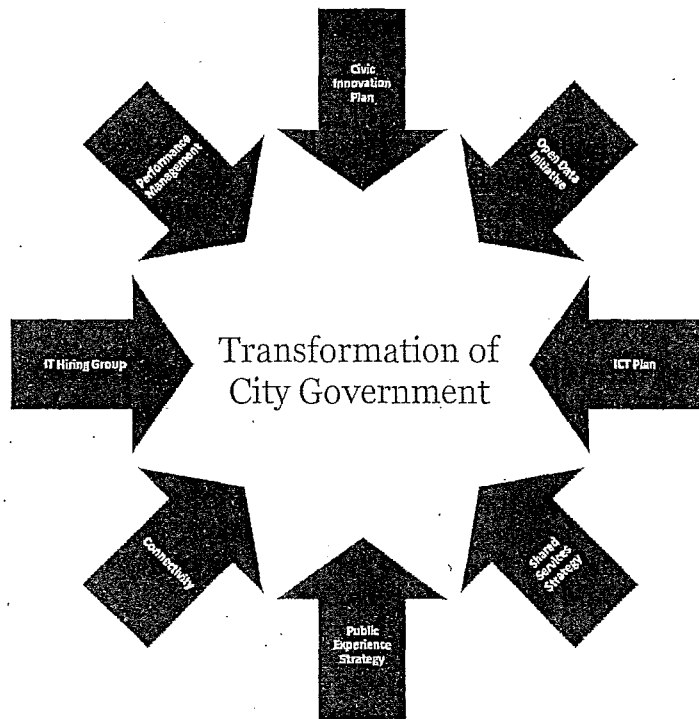 Civic
Innovation
Plan
Performance
Management
Open Data
Initiative
IT Hiring Group
Transformation of
City Government
ICT Plan
Connectivity
Shared
Services
Strategy
Public
Experience
Strategy